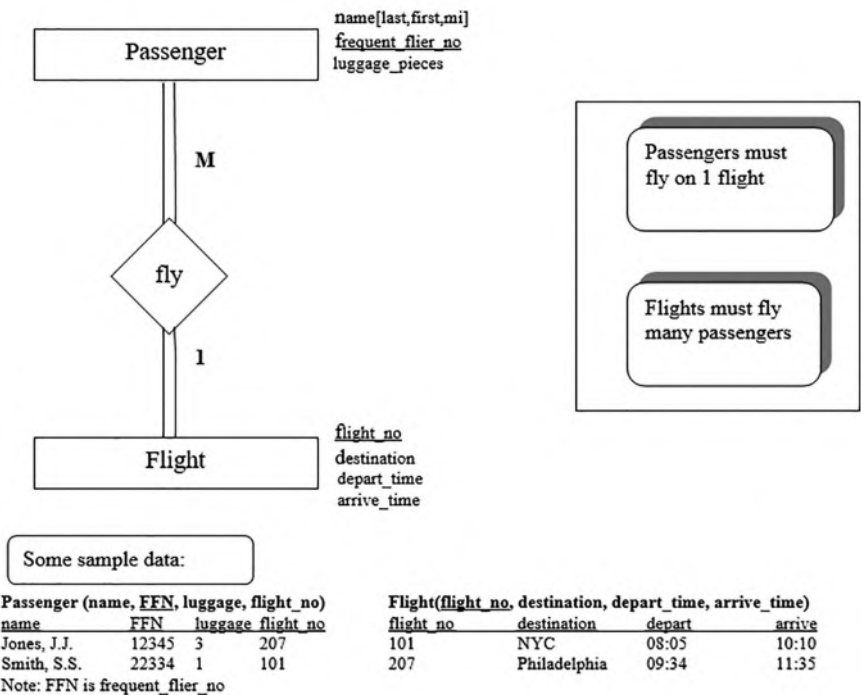 name[last,first,mi]
Passenger
frequent_flier_no
luggage_pieces
M
Passengers must
fly on 1 flight
fly
Flights must fly
many passengers
1
flight_no
Flight
destination
depart_time
arrive_time
Some sample data:
Passenger (name, FFN, luggage, flight_no)
name FFN luggage flight_no
Jones, J.J. 12345 3 207
Smith, S.S. 22334 1 101
Note: FFN is frequent_flier_no
Flight(flight_no, destination, depart_time, arrive_time)
flight_no destination depart arrive
101 NYC 08:05 10:10
207 Philadelphia 09:34 11:35